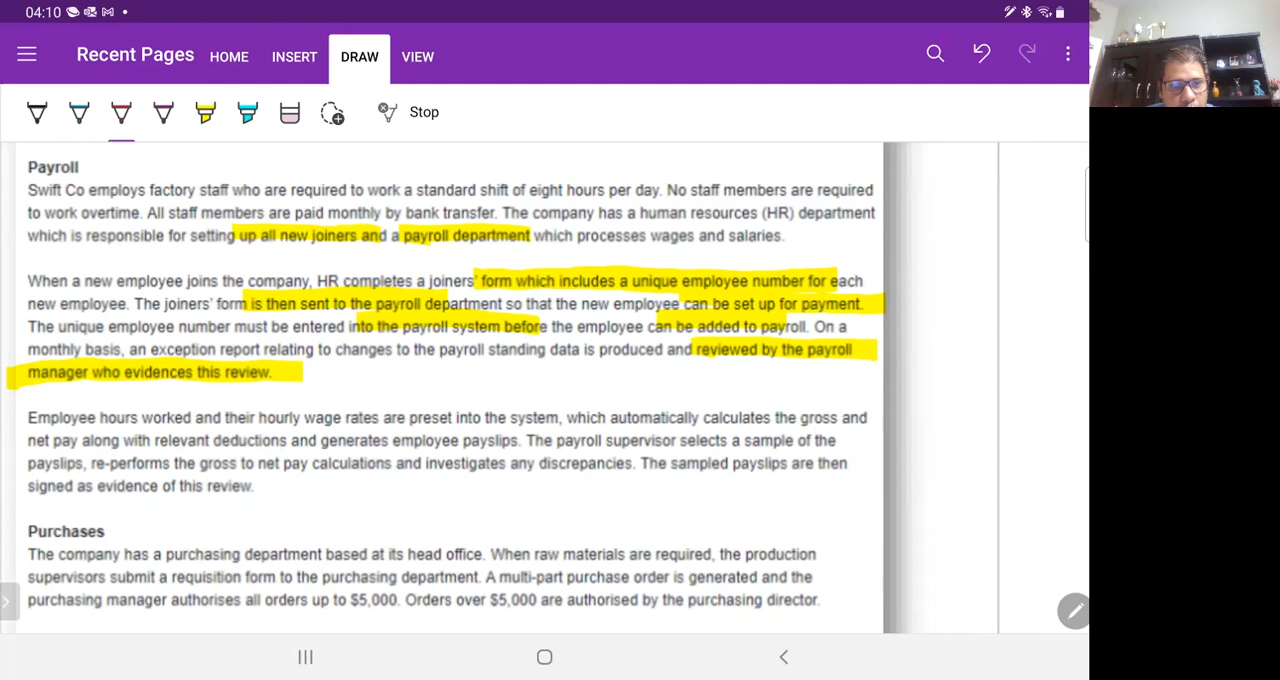 04:10
Recent Pages HOME INSERT DRAW VIEW
Stop
Payroll
Swift Co employs factory staff who are required to work a standard shift of eight hours per day. No staff members are required
to work overtime. All staff members are paid monthly by bank transfer. The company has a human resources (HR) department
which is responsible for setting up all new joiners and a payroll department which processes wages and salaries.
When a new employee joins the company, HR completes a joiners' form which includes a unique employee number for each
new employee. The joiners' form is then sent to the payroll department so that the new employee can be set up for payment.
The unique employee number must be entered into the payroll system before the employee can be added to payroll. On a
monthly basis, an exception report relating to changes to the payroll standing data is produced and reviewed by the payroll
manager who evidences this review.
Employee hours worked and their hourly wage rates are preset into the system, which automatically calculates the gross and
net pay along with relevant deductions and generates employee payslips. The payroll supervisor selects a sample of the
payslips, re-performs the gross to net pay calculations and investigates any discrepancies. The sampled payslips are then
signed as evidence of this review.
Purchases
The company has a purchasing department based at its head office. When raw materials are required, the production
supervisors submit a requisition form to the purchasing department. A multi-part purchase order is generated and the
purchasing manager authorises all orders up to $5,000. Orders over $5,000 are authorised by the purchasing director.